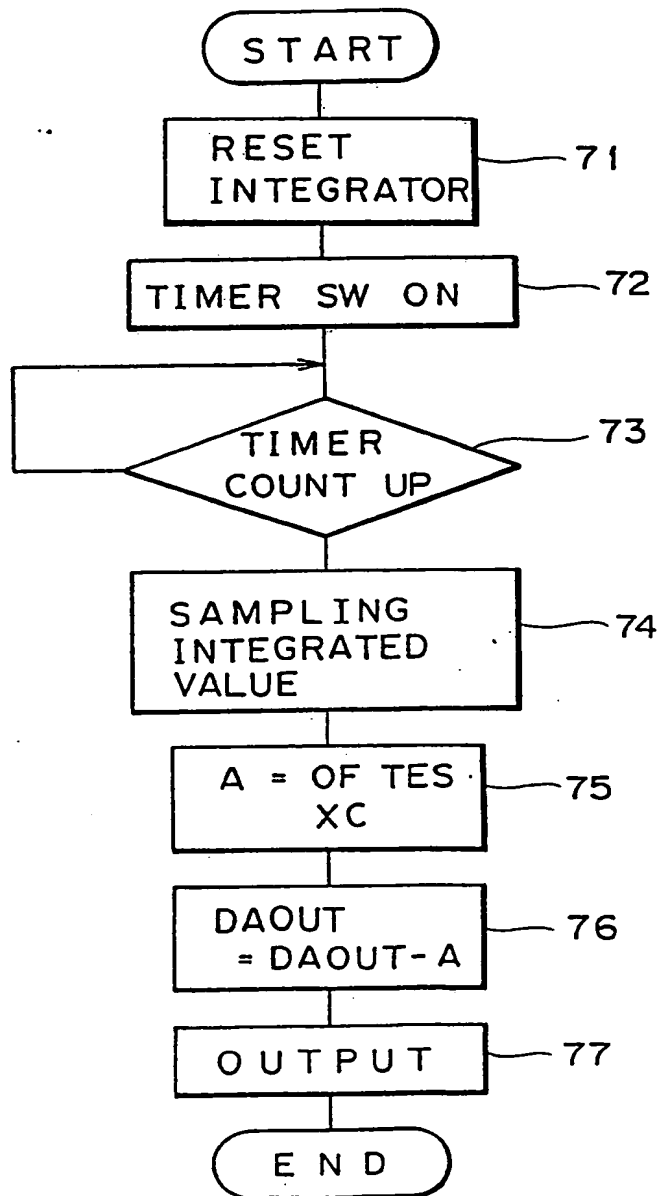 START
RESET
INTEGRATOR
71
TIMER SW ON
72
TIMER
COUNT UP
73
SAMPLING
INTEGRATED
VALUE
74
A = OF TES
XC
75
DAOUT
= DAOUT-A
76
OUTPUT
77
END